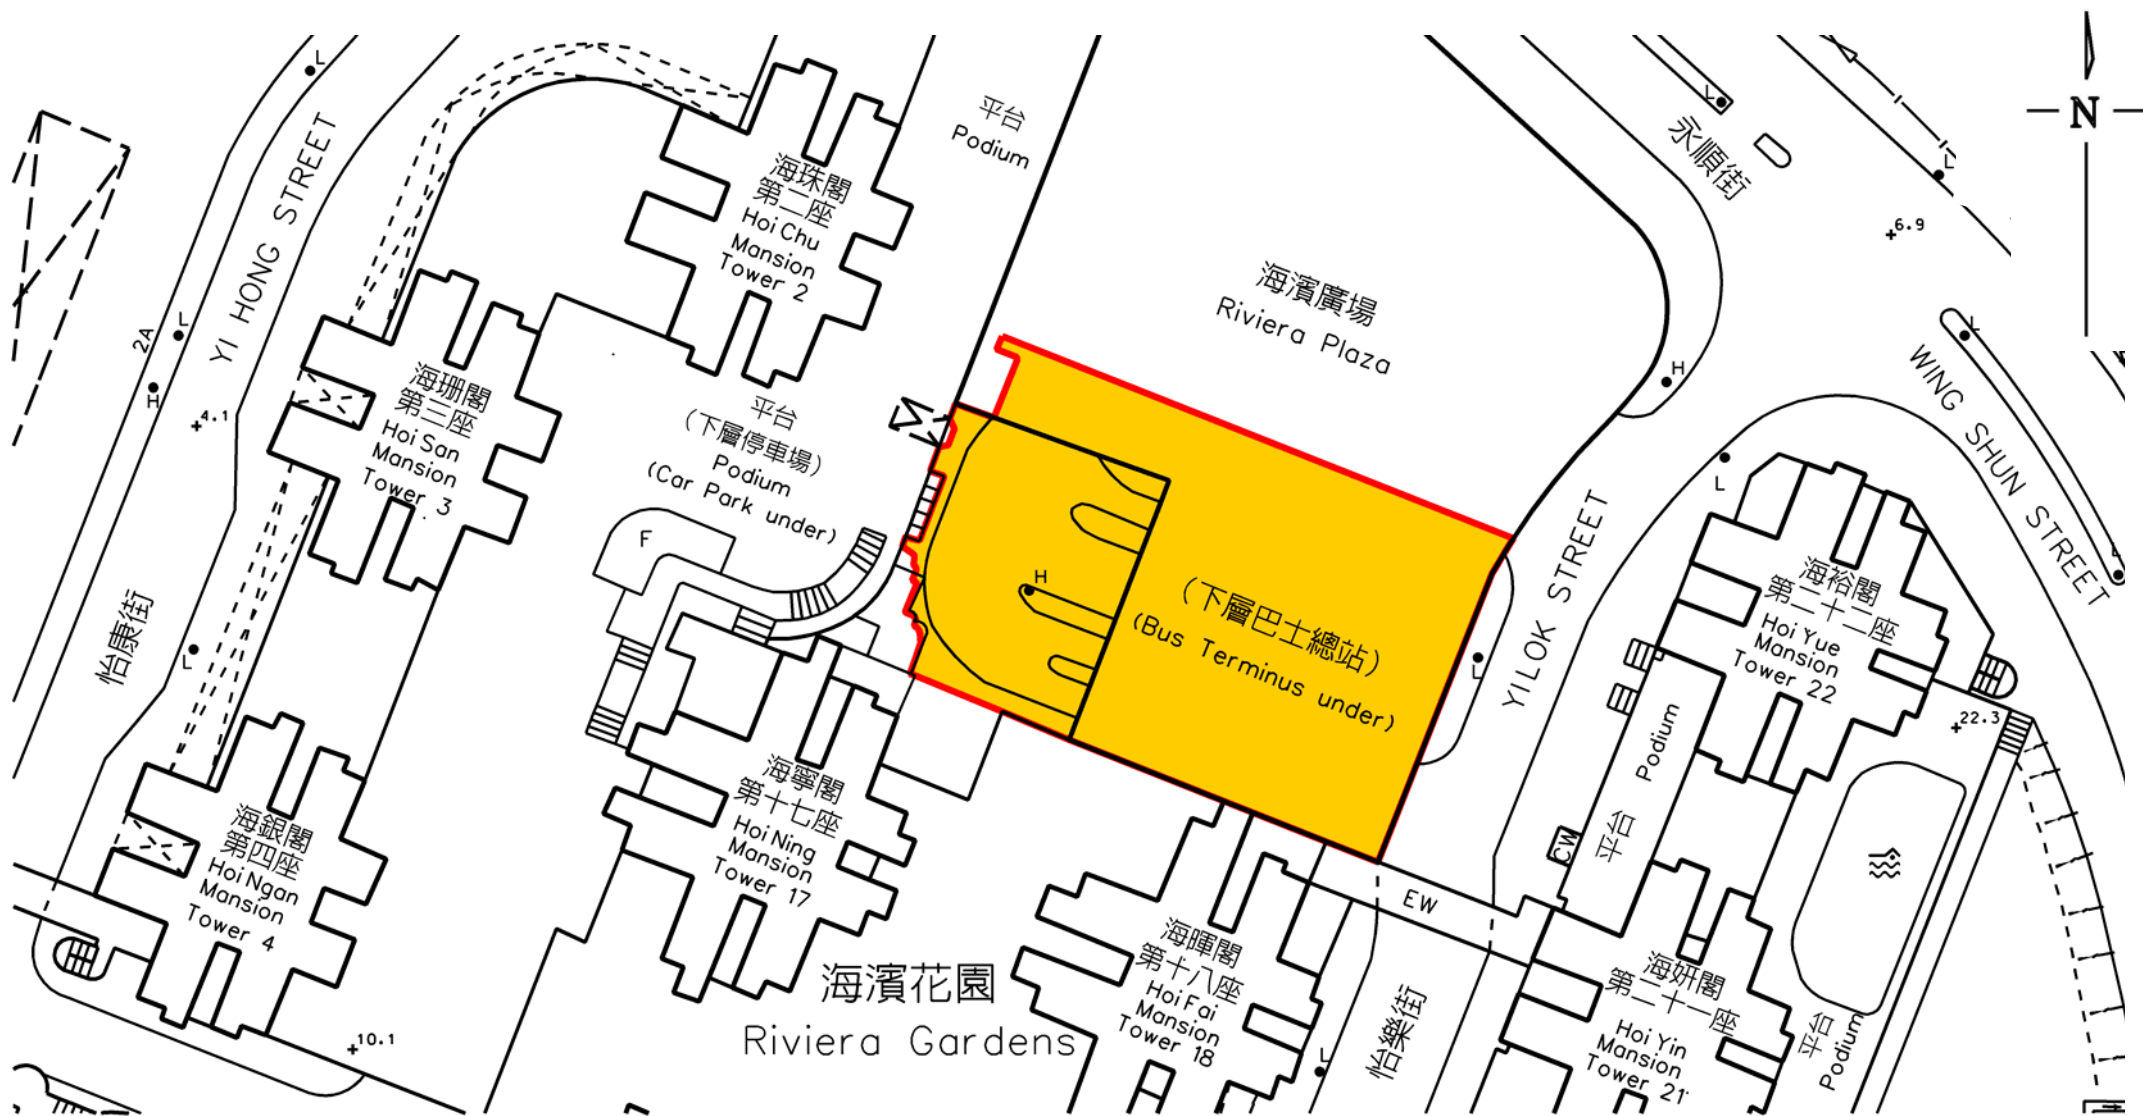 L
YI HONG STREET
2A
L
H
4.1
怡康街
L
平台
Podium
海珠閣
第二座
Hoi Chu
Mansion
Tower 2
海珊閣
第三座
Hoi San
Mansion
Tower 3
平台
(下層停車場)
Podium
(Car Park under)
F
海濱廣場
Riviera Plaza
H
(下層巴士總站)
(Bus Terminus under)
H
L
YI LOK STREET
L
永順街
L
6.9
N
L
WING SHUN STREET
L
L
海裕閣
第二十二座
Hoi Yue
Mansion
Tower 22
22.3
Podium
平台
CW
EW
海銀閣
第四座
Hoi Ngan
Mansion
Tower 4
10.1
海寧閣
第十七座
Hoi Ning
Mansion
Tower 17
海濱花園
Riviera Gardens
海暉閣
第十八座
Hoi Fai
Mansion
Tower 18
L
怡樂街
海妍閣
第二十一座
Hoi Yin
Mansion
Tower 21
平台
Podium